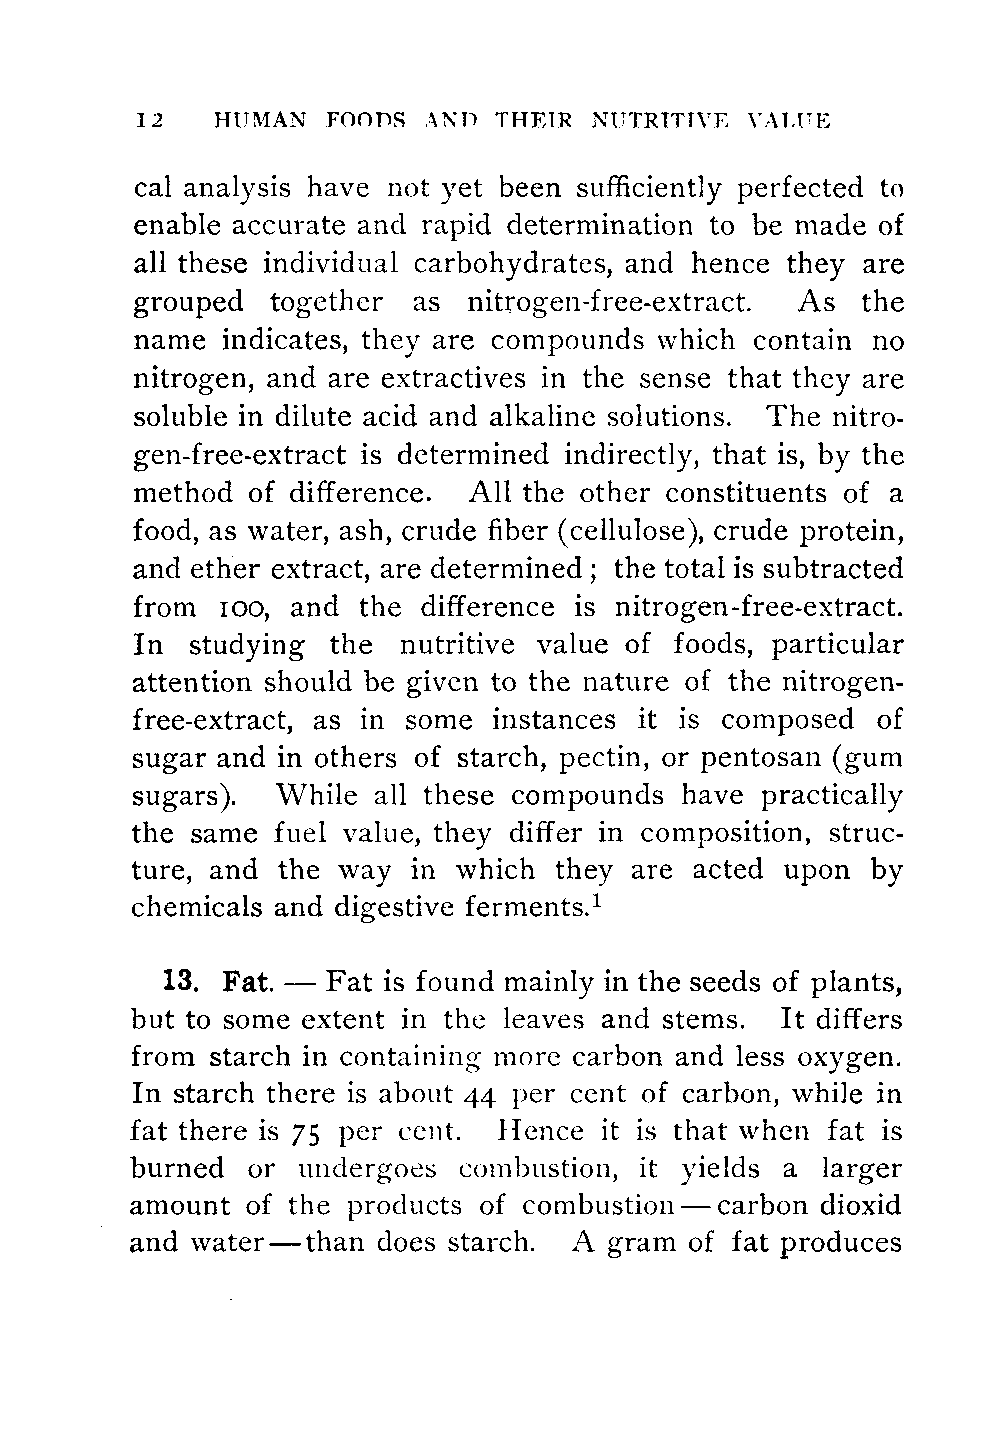 12 HUMAN FOODS AND THEIR NUTRITIVE VALUE
cal analysis have not yet been sufficiently perfected to
enable accurate and rapid determination to be made of
all these individual carbohydrates, and hence they are
grouped together as nitrogen-free-extract. As the
name indicates, they are compounds which contain no
nitrogen, and are extractives in the sense that they are
soluble in dilute acid and alkaline solutions. The nitro-
gen-free-extract is determined indirectly, that is, by the
method of difference. All the other constituents of a
food, as water, ash, crude fiber (cellulose), crude protein,
and ether extract, are determined; the total is subtracted
from 100, and the difference is nitrogen-free-extract.
In studying the nutritive value of foods, particular
attention should be given to the nature of the nitrogen-
free-extract, as in some instances it is composed of
sugar and in others of starch, pectin, or pentosan (gum
sugars). While all these compounds have practically
the same fuel value, they differ in composition, struc-
ture, and the way in which they are acted upon by
chemicals and digestive ferments.¹
13. Fat. — Fat is found mainly in the seeds of plants,
but to some extent in the leaves and stems. It differs
from starch in containing more carbon and less oxygen.
In starch there is about 44 per cent of carbon, while in
fat there is 75 per cent. Hence it is that when fat is
burned or undergoes combustion, it yields a larger
amount of the products of combustion — carbon dioxid
and water — than does starch. A gram of fat produces